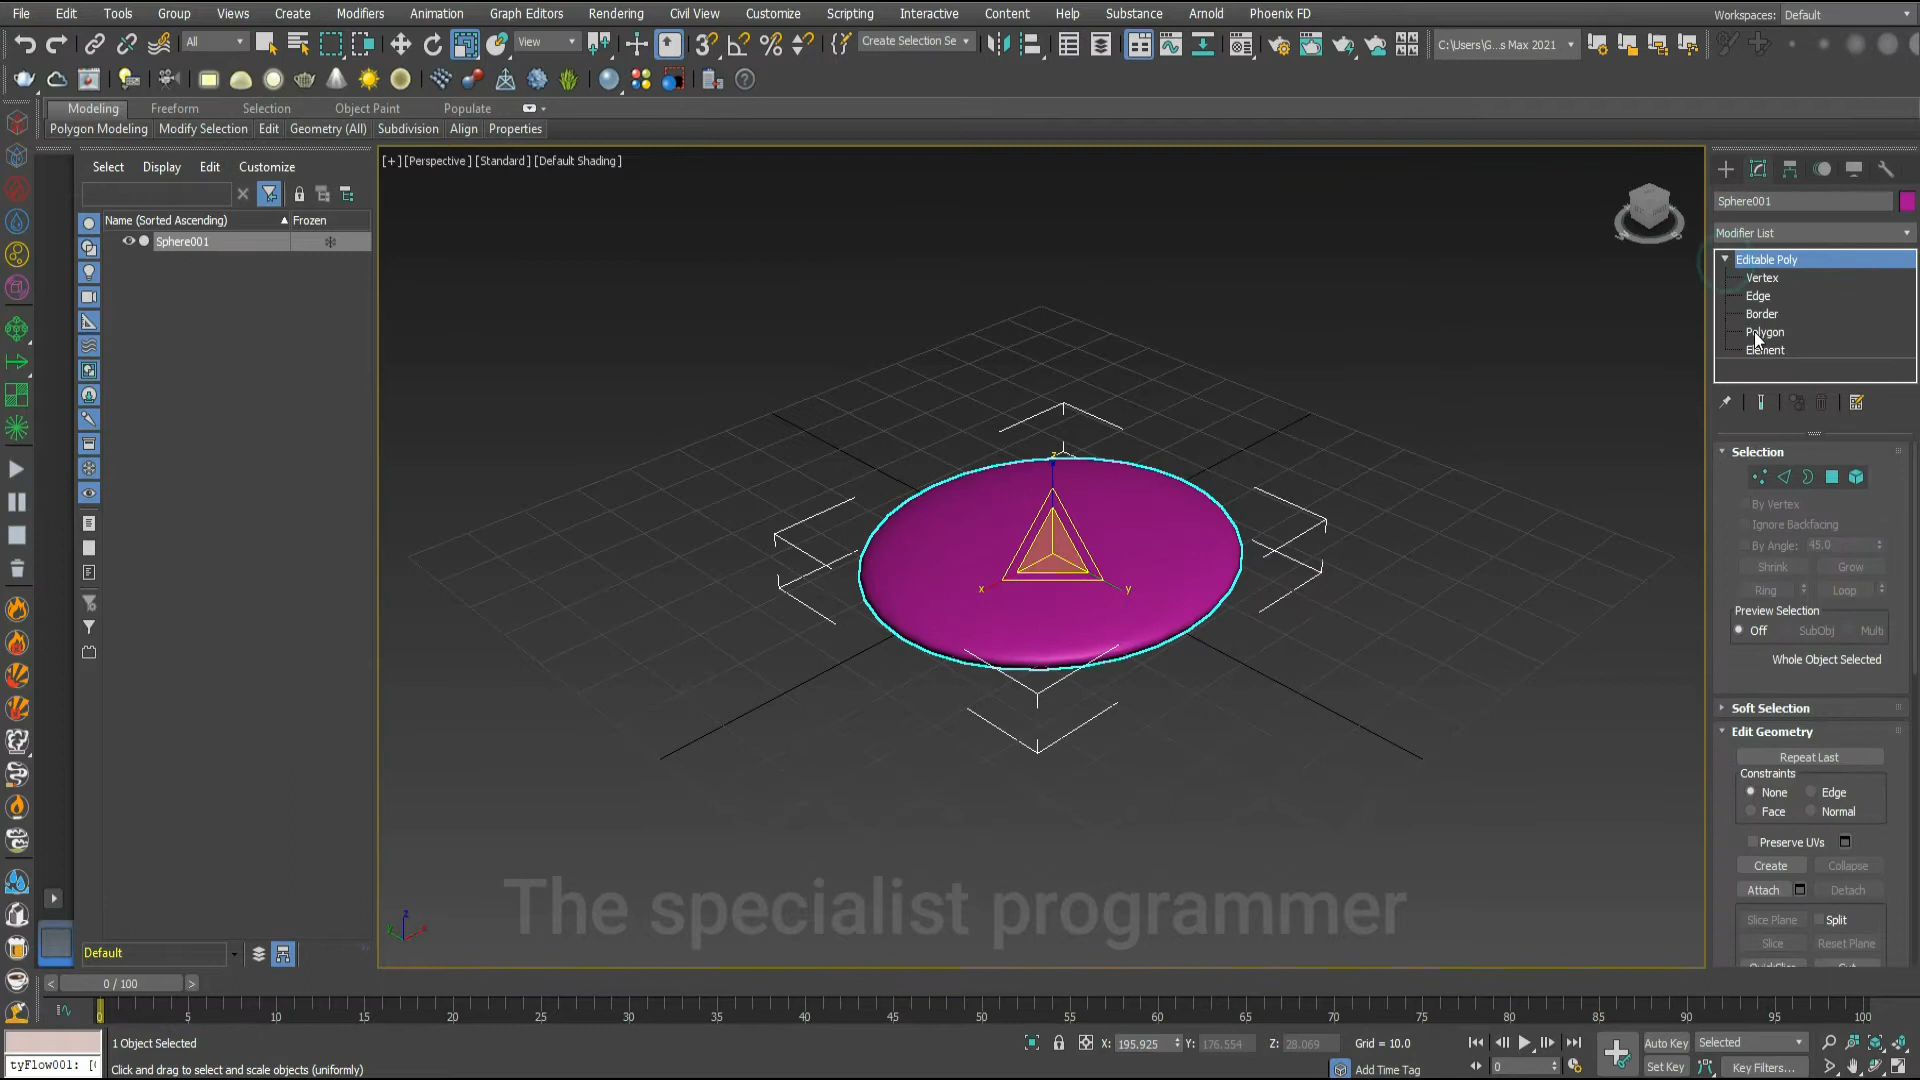 File Edit Tools Group Views Create Modifiers Animation Graph Editors Rendering Civil View Customize Scripting Interactive Content Help Substance Arnold Phoenix FD
Workspaces: Default
All View Create Selection Se C:\Users\G...s Max 2021
Modeling Freeform Selection Object Paint Populate
Polygon Modeling Modify Selection Edit Geometry (All) Subdivision Align Properties
Select Display Edit Customize
Name (Sorted Ascending) Frozen
Sphere001
Default
[+] [Perspective ] [Standard ] [Default Shading ]
z
x
y
The specialist programmer
Sphere001
Modifier List
Editable Poly
Vertex
Edge
Border
Polygon
Element
Selection
By Vertex
Ignore Backfacing
By Angle: 45.0
Shrink Grow
Ring Loop
Preview Selection
Off SubObj Multi
Whole Object Selected
Soft Selection
Edit Geometry
Repeat Last
Constraints
None Edge
Face Normal
Preserve UVs
Create Collapse
Attach Detach
Slice Plane Split
Slice Reset Plane
0 / 100
0 5 10 15 20 25 30 35 40 45 50 55 60 65 70 75 80 85 90 95 100
1 Object Selected
X: 195.925 Y: 176.554 Z: 28.069 Grid = 10.0
Auto Key Selected
tyFlow001: [
Click and drag to select and scale objects (uniformly)
Add Time Tag
0
Set Key Key Filters...